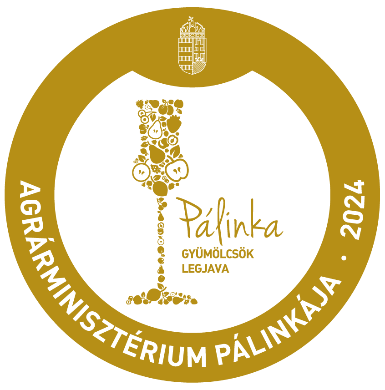 Pálinka
GYÜMÖLCSÖK
LEGJAVA
AGRÁRMINISZTÉRIUM PÁLINKÁJA · 2024